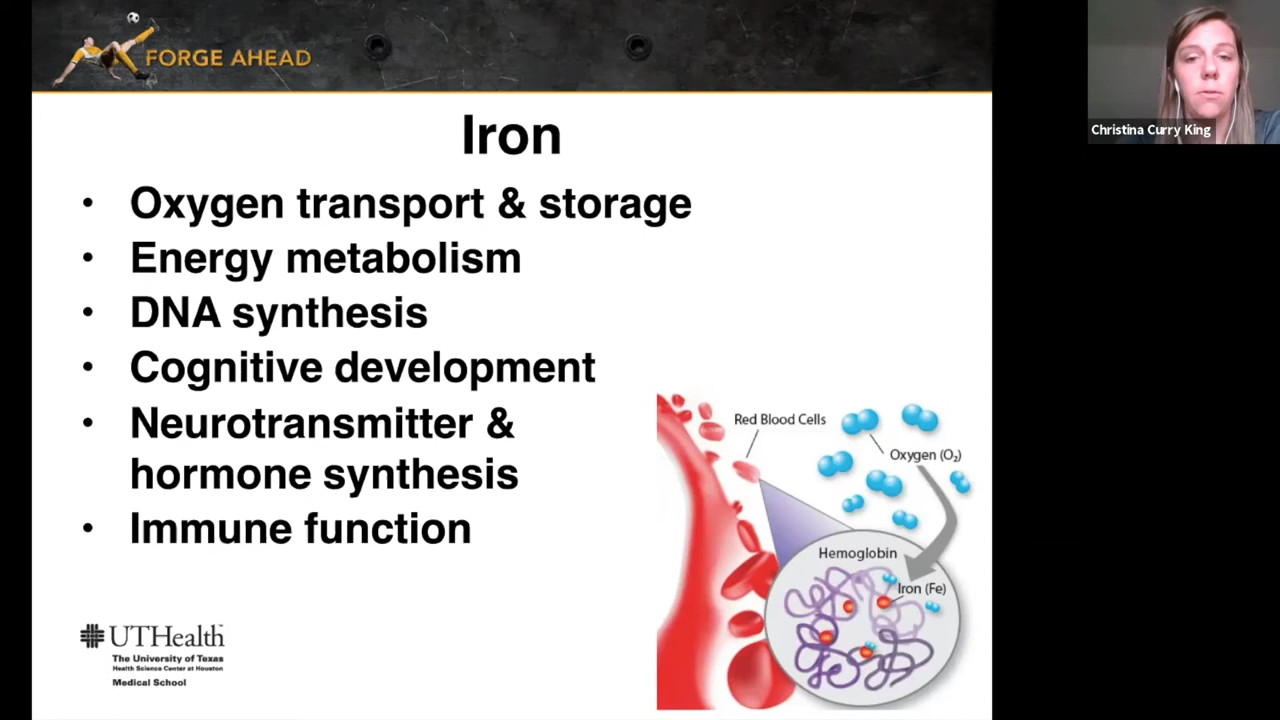 FORGE AHEAD
Christina Curry King
Iron
• Oxygen transport & storage
• Energy metabolism
• DNA synthesis
• Cognitive development
• Neurotransmitter &
hormone synthesis
• Immune function
Red Blood Cells
Oxygen (O₂)
Hemoglobin
Iron (Fe)
UTHealth
The University of Texas
Health Science Center at Houston
Medical School